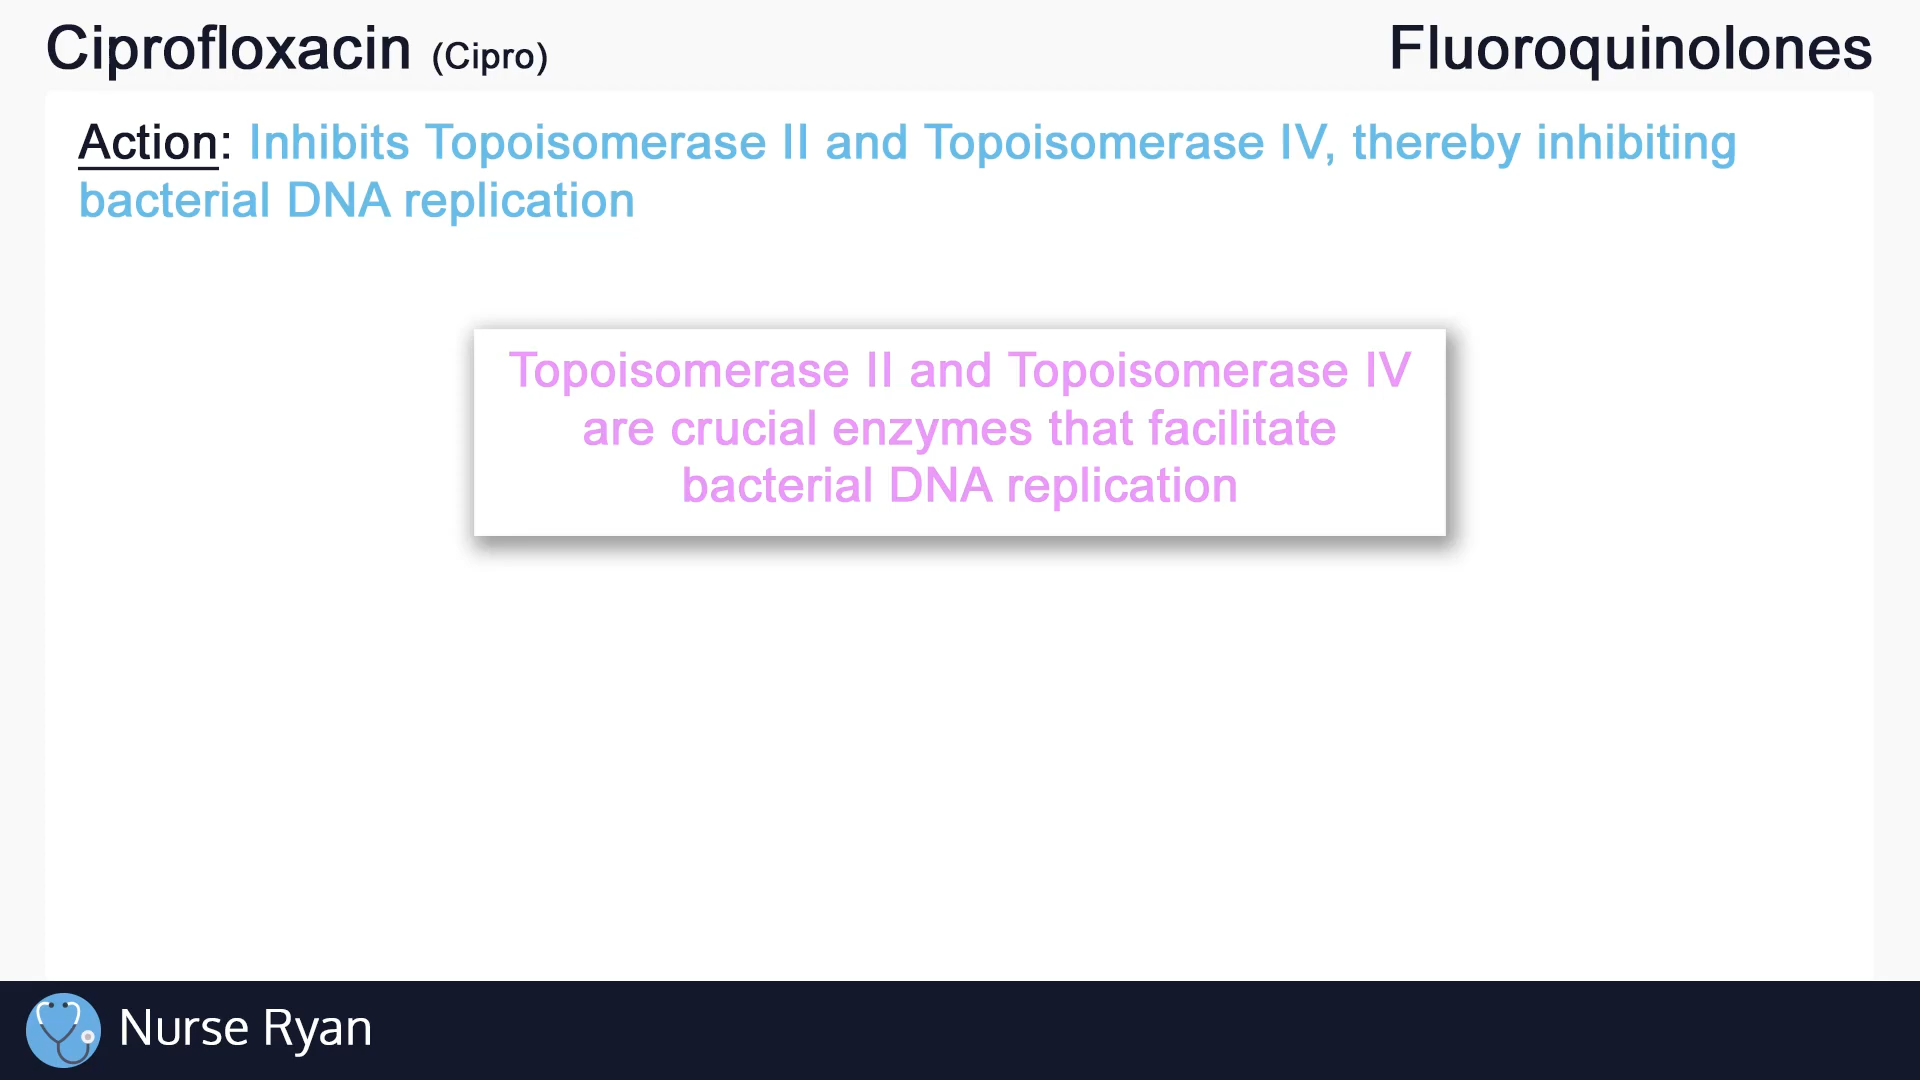 Ciprofloxacin (Cipro)
Fluoroquinolones
Action: Inhibits Topoisomerase II and Topoisomerase IV, thereby inhibiting
bacterial DNA replication
Topoisomerase II and Topoisomerase IV
are crucial enzymes that facilitate
bacterial DNA replication
Nurse Ryan